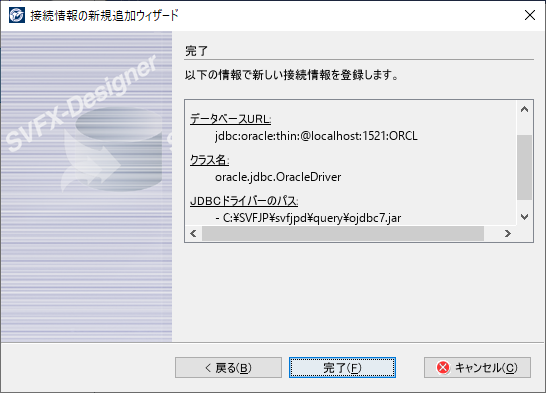 接続情報の新規追加ウィザード
完了
以下の情報で新しい接続情報を登録します。
SVFX-Designer
データベースURL:
jdbc:oracle:thin:@localhost:1521:ORCL
クラス名:
oracle.jdbc.OracleDriver
JDBCドライバーのパス:
- C:¥SVFJP¥svfjpd¥query¥ojdbc7.jar
< 戻る(B)
完了(F)
キャンセル(C)